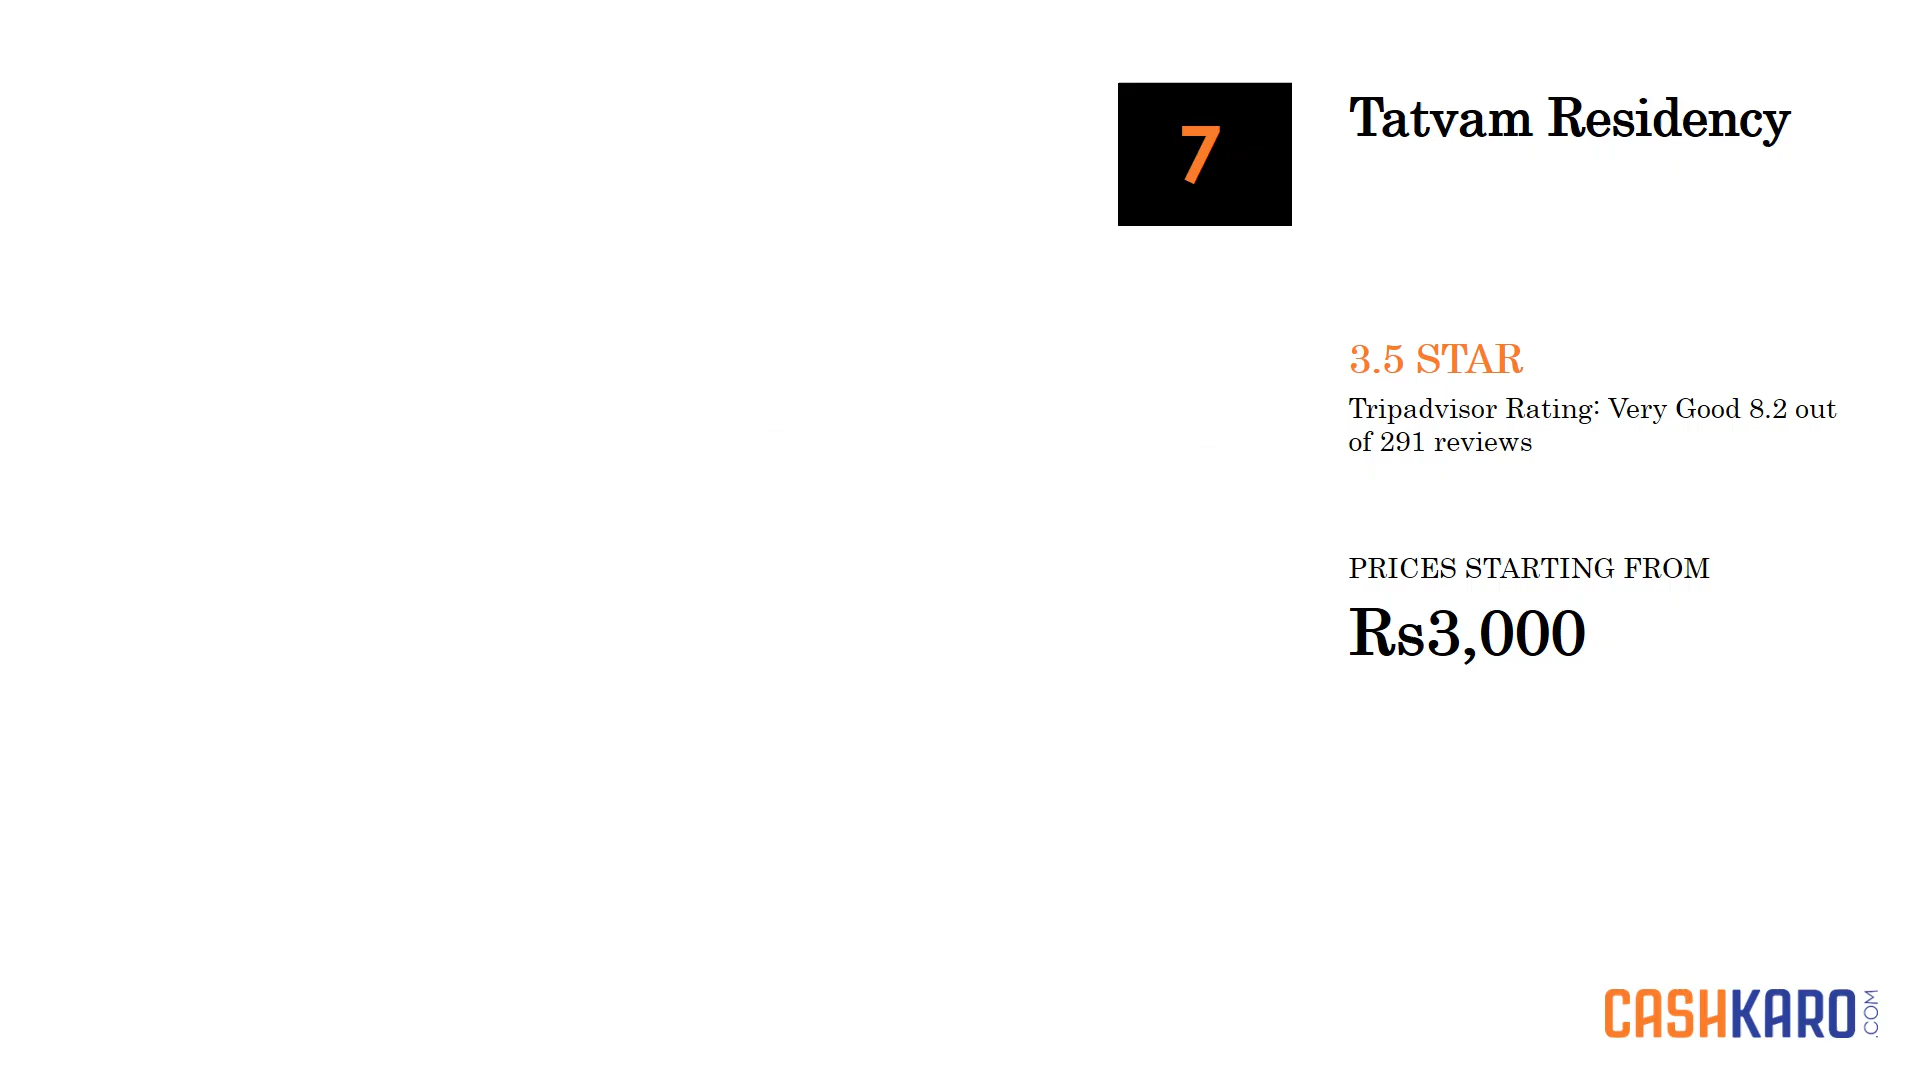 7
Tatvam Residency
3.5 STAR
Tripadvisor Rating: Very Good 8.2 out
of 291 reviews
PRICES STARTING FROM
Rs3,000
CASHKARO.COM